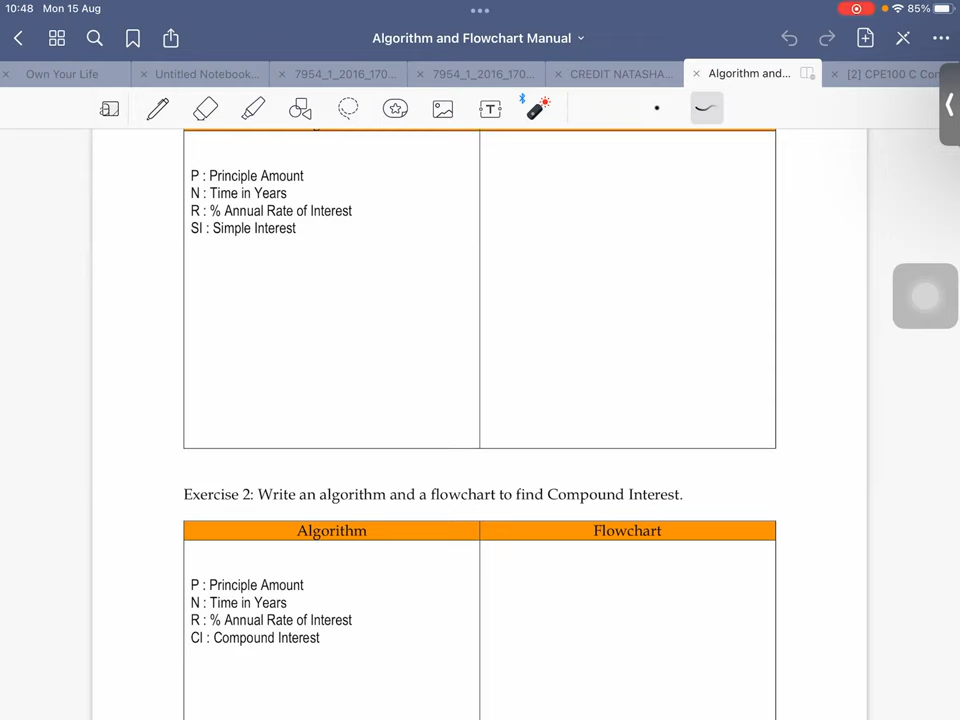 10:48 Mon 15 Aug
85%
Algorithm and Flowchart Manual
Own Your Life
Untitled Notebook...
7954_1_2016_170...
7954_1_2016_170...
CREDIT NATASHA...
Algorithm and...
[2] CPE100 C Con
T
P : Principle Amount
N : Time in Years
R : % Annual Rate of Interest
SI : Simple Interest
Exercise 2: Write an algorithm and a flowchart to find Compound Interest.
Algorithm Flowchart
P : Principle Amount
N : Time in Years
R : % Annual Rate of Interest
CI : Compound Interest